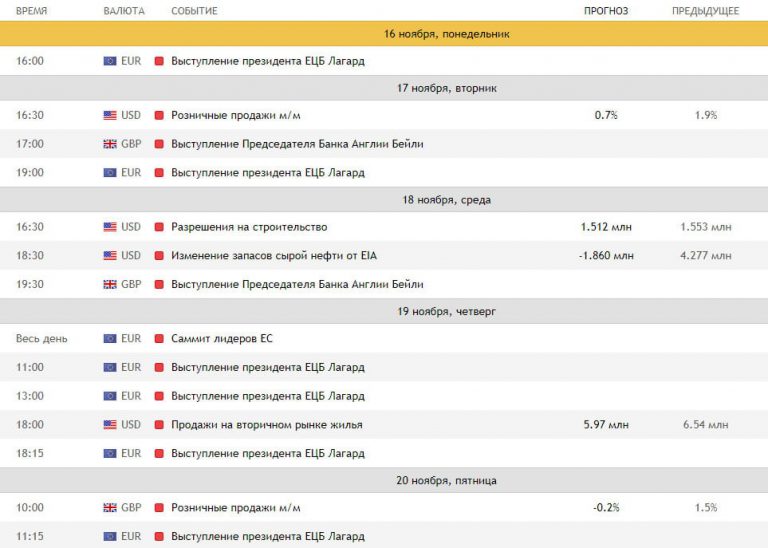 ВРЕМЯ ВАЛЮТА СОБЫТИЕ ПРОГНОЗ ПРЕДЫДУЩЕЕ
16 ноября, понедельник
16:00 EUR Выступление президента ЕЦБ Лагард
17 ноября, вторник
16:30 USD Розничные продажи м/м 0.7% 1.9%
17:00 GBP Выступление Председателя Банка Англии Бейли
19:00 EUR Выступление президента ЕЦБ Лагард
18 ноября, среда
16:30 USD Разрешения на строительство 1.512 млн 1.553 млн
18:30 USD Изменение запасов сырой нефти от EIA -1.860 млн 4.277 млн
19:30 GBP Выступление Председателя Банка Англии Бейли
19 ноября, четверг
Весь день EUR Саммит лидеров ЕС
11:00 EUR Выступление президента ЕЦБ Лагард
13:00 EUR Выступление президента ЕЦБ Лагард
18:00 USD Продажи на вторичном рынке жилья 5.97 млн 6.54 млн
18:15 EUR Выступление президента ЕЦБ Лагард
20 ноября, пятница
10:00 GBP Розничные продажи м/м -0.2% 1.5%
11:15 EUR Выступление президента ЕЦБ Лагард